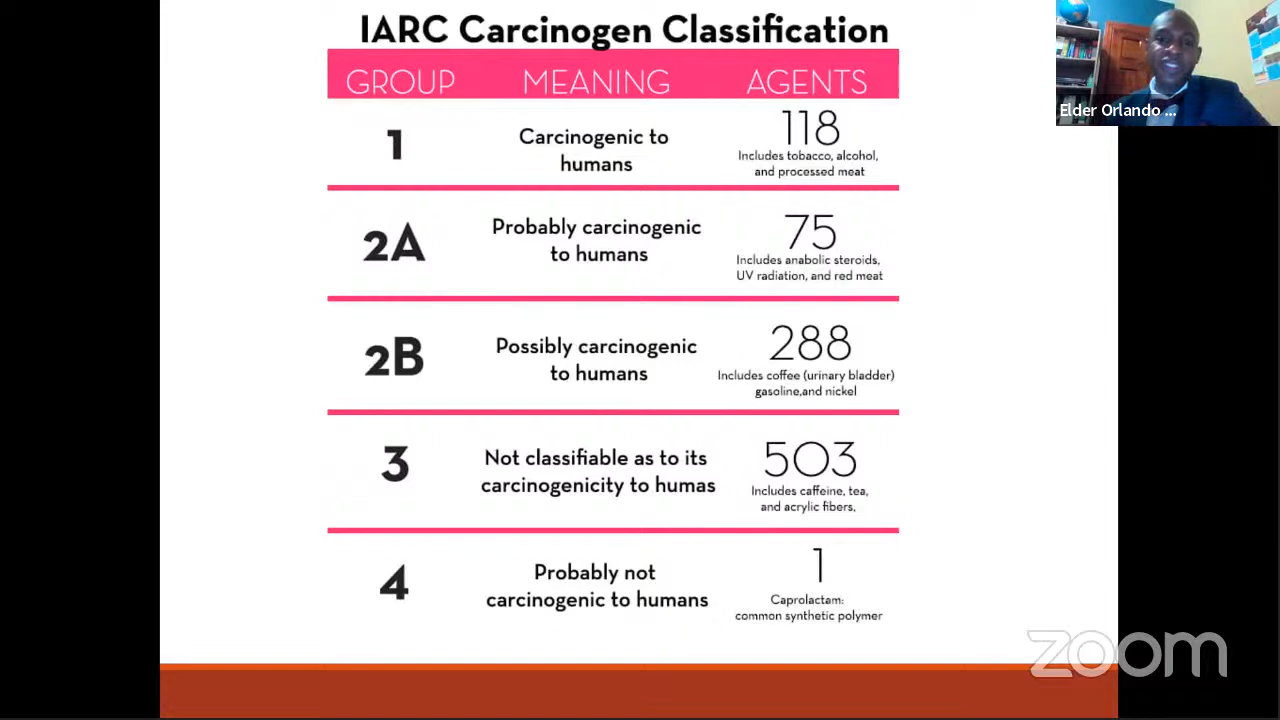 IARC Carcinogen Classification
GROUP MEANING AGENTS
1
Carcinogenic to
humans
118
Includes tobacco, alcohol,
and processed meat
2A
Probably carcinogenic
to humans
75
Includes anabolic steroids,
UV radiation, and red meat
2B
Possibly carcinogenic
to humans
288
Includes coffee (urinary bladder)
gasoline,and nickel
3
Not classifiable as to its
carcinogenicity to humas
503
Includes caffeine, tea,
and acrylic fibers,
4
Probably not
carcinogenic to humans
1
Caprolactam:
common synthetic polymer
Elder Orlando ...
zoom